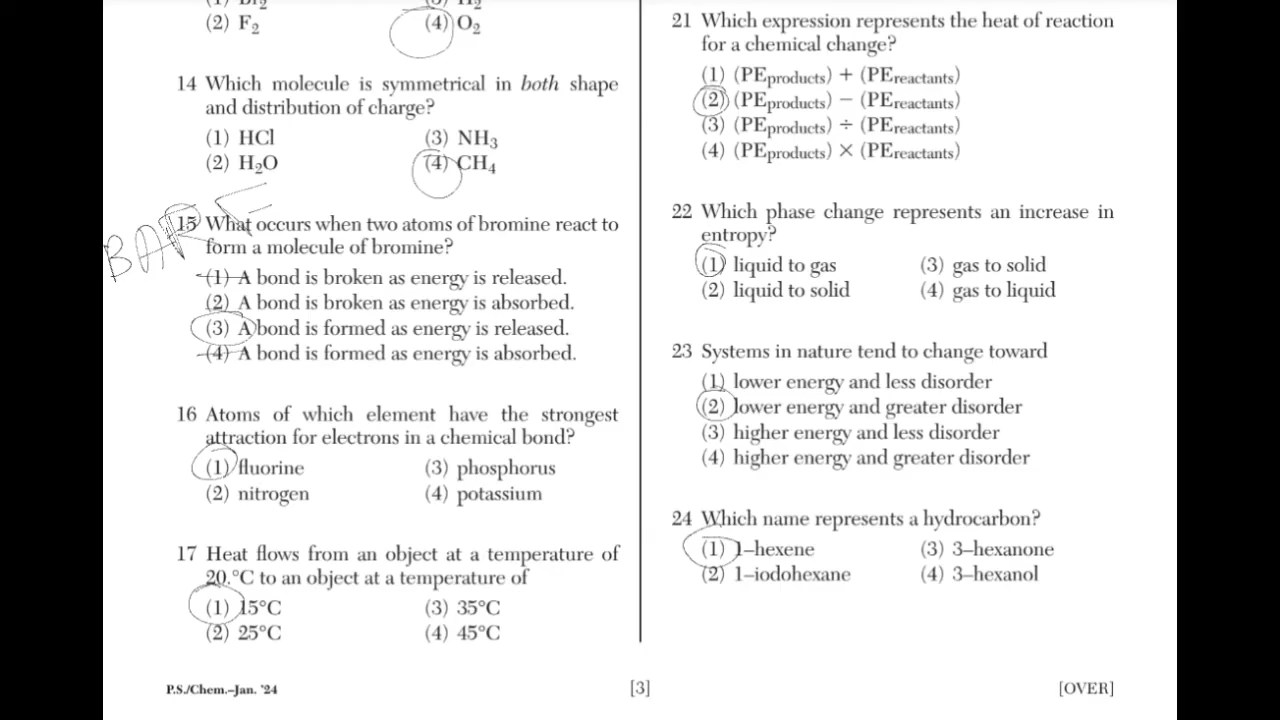 (1) Br2
(3) H2
(2) F2
(4) O2
14 Which molecule is symmetrical in both shape
and distribution of charge?
(1) HCl
(3) NH3
(2) H2O
(4) CH4
BARF
15 What occurs when two atoms of bromine react to
form a molecule of bromine?
(1) A bond is broken as energy is released.
(2) A bond is broken as energy is absorbed.
(3) A bond is formed as energy is released.
(4) A bond is formed as energy is absorbed.
16 Atoms of which element have the strongest
attraction for electrons in a chemical bond?
(1) fluorine
(3) phosphorus
(2) nitrogen
(4) potassium
17 Heat flows from an object at a temperature of
20.°C to an object at a temperature of
(1) 15°C
(3) 35°C
(2) 25°C
(4) 45°C
21 Which expression represents the heat of reaction
for a chemical change?
(1) (PEproducts) + (PEreactants)
(2) (PEproducts) − (PEreactants)
(3) (PEproducts) ÷ (PEreactants)
(4) (PEproducts) × (PEreactants)
22 Which phase change represents an increase in
entropy?
(1) liquid to gas
(3) gas to solid
(2) liquid to solid
(4) gas to liquid
23 Systems in nature tend to change toward
(1) lower energy and less disorder
(2) lower energy and greater disorder
(3) higher energy and less disorder
(4) higher energy and greater disorder
24 Which name represents a hydrocarbon?
(1) 1–hexene
(3) 3–hexanone
(2) 1–iodohexane
(4) 3–hexanol
P.S./Chem.–Jan. '24
[3]
[OVER]